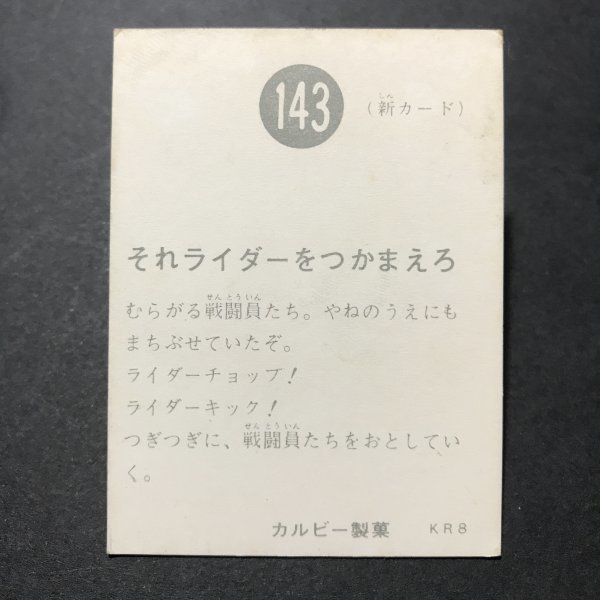 143
(新カード)
それライダーをつかまえろ
むらがる戦闘員たち。やねのうえにも
まちぶせていたぞ。
ライダーチョップ!
ライダーキック!
つぎつぎに、戦闘員たちをおとしてい
く。
カルビー製菓 KR8